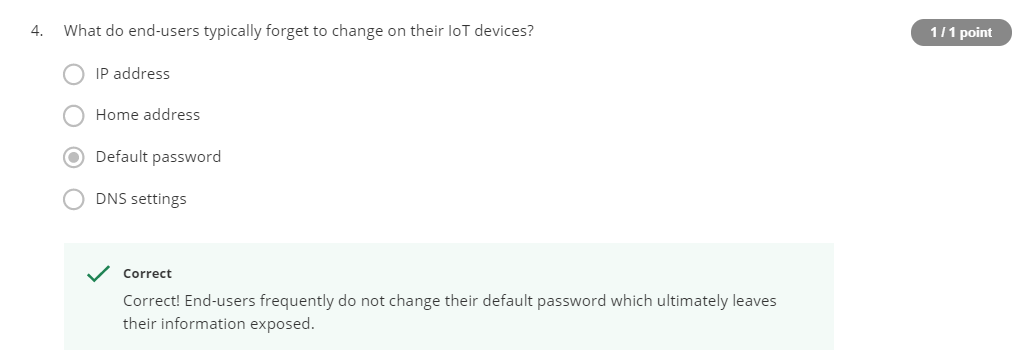 4. What do end-users typically forget to change on their IoT devices?
1 / 1 point
IP address
Home address
Default password
DNS settings
Correct
Correct! End-users frequently do not change their default password which ultimately leaves
their information exposed.